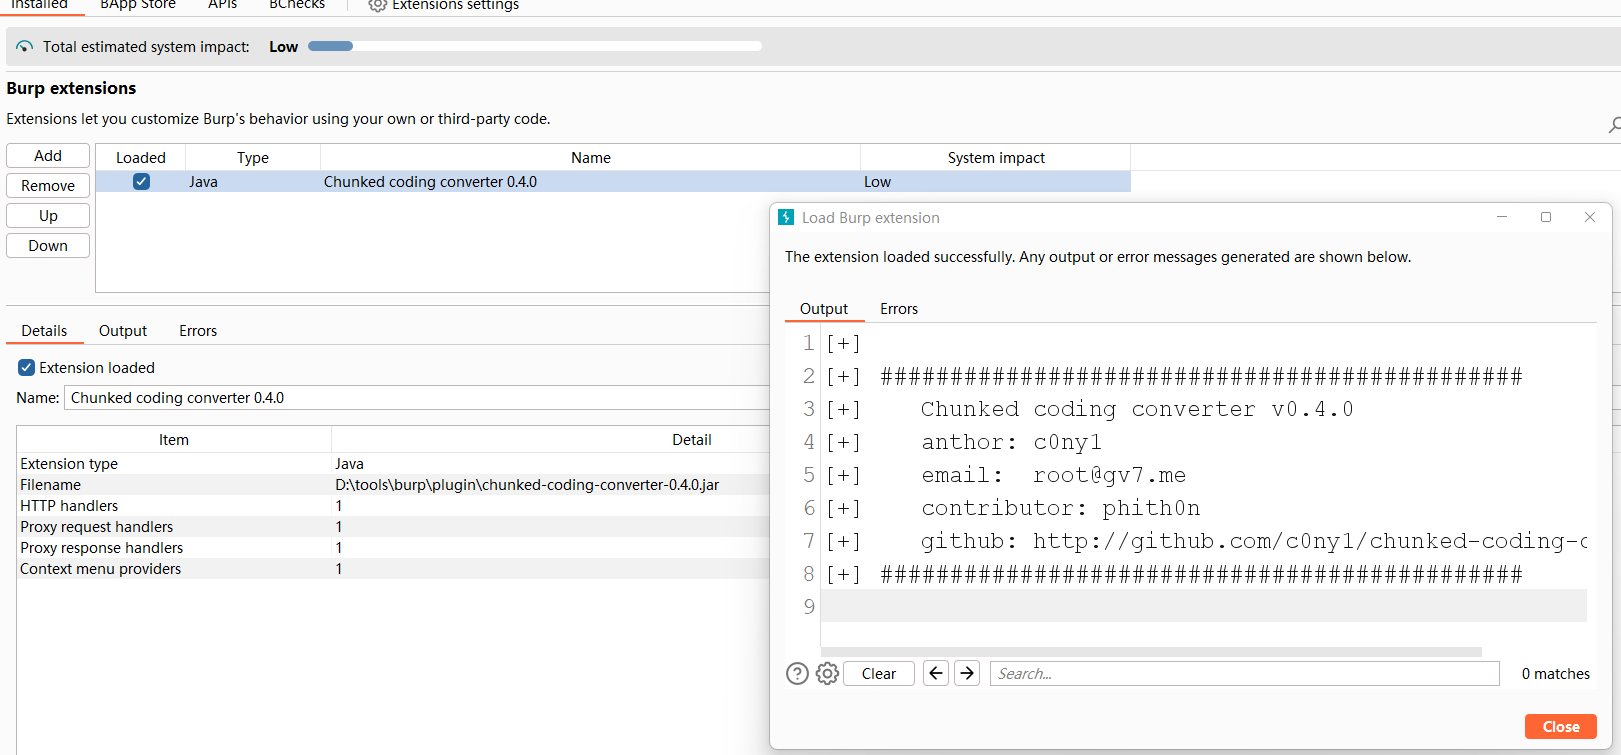 Installed BApp Store APIs BChecks Extensions settings
Total estimated system impact: Low
Burp extensions
Extensions let you customize Burp's behavior using your own or third-party code.
Add
Remove
Up
Down
Loaded Type Name System impact
Java Chunked coding converter 0.4.0 Low
Details Output Errors
Extension loaded
Name: Chunked coding converter 0.4.0
Item Detail
Extension type Java
Filename D:\tools\burp\plugin\chunked-coding-converter-0.4.0.jar
HTTP handlers 1
Proxy request handlers 1
Proxy response handlers 1
Context menu providers 1
Load Burp extension
The extension loaded successfully. Any output or error messages generated are shown below.
Output Errors
1 [+]
2 [+] ##############################################
3 [+] Chunked coding converter v0.4.0
4 [+] anthor: c0ny1
5 [+] email: root@gv7.me
6 [+] contributor: phith0n
7 [+] github: http://github.com/c0ny1/chunked-coding-c
8 [+] ##############################################
9
Clear Search... 0 matches
Close